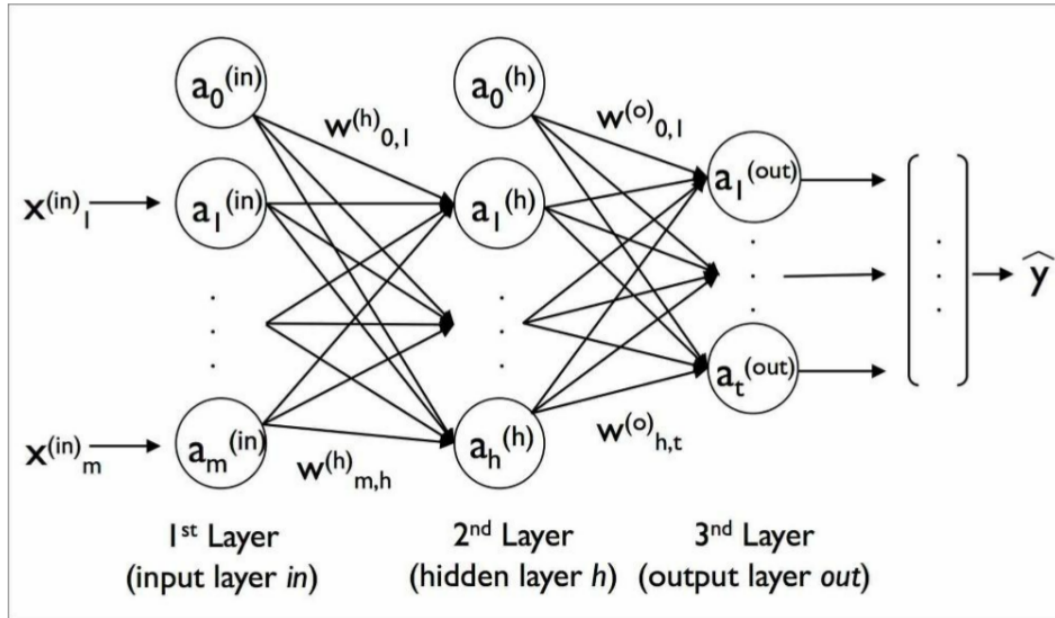 a₀⁽ⁱⁿ⁾ a₀⁽ʰ⁾
w⁽ʰ⁾₀,₁ w⁽ᵒ⁾₀,₁
x⁽ⁱⁿ⁾₁ a₁⁽ⁱⁿ⁾ a₁⁽ʰ⁾ a₁⁽ᵒᵘᵗ⁾
ŷ
aₜ⁽ᵒᵘᵗ⁾
x⁽ⁱⁿ⁾ₘ aₘ⁽ⁱⁿ⁾ w⁽ʰ⁾ₘ,ₕ aₕ⁽ʰ⁾ w⁽ᵒ⁾ₕ,ₜ
1ˢᵗ Layer 2ⁿᵈ Layer 3ⁿᵈ Layer
(input layer in) (hidden layer h) (output layer out)